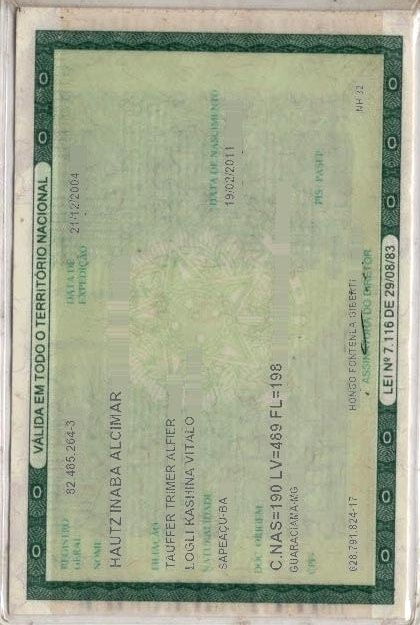 VÁLIDA EM TODO O TERRITÓRIO NACIONAL
REGISTRO GERAL 82.485.264-3 DATA DE EXPEDIÇÃO 21/12/2004
NOME HAUTZINABA ALCIMAR
FILIAÇÃO
TAUFFER TRIMER ALFIER
LOGLI KASHINA VITALO
NATURALIDADE DATA DE NASCIMENTO
SAPEAÇU-BA 19/02/2011
DOC. ORIGEM C.NAS=190 LV=469 FL=198
GUARACIAMA-MG
CPF PIS - PASEP
628.791.824-17 HONGO FONTENLA GIBERTI NH 32
ASSINATURA DO DIRETOR
LEI Nº 7.116 DE 29/08/83